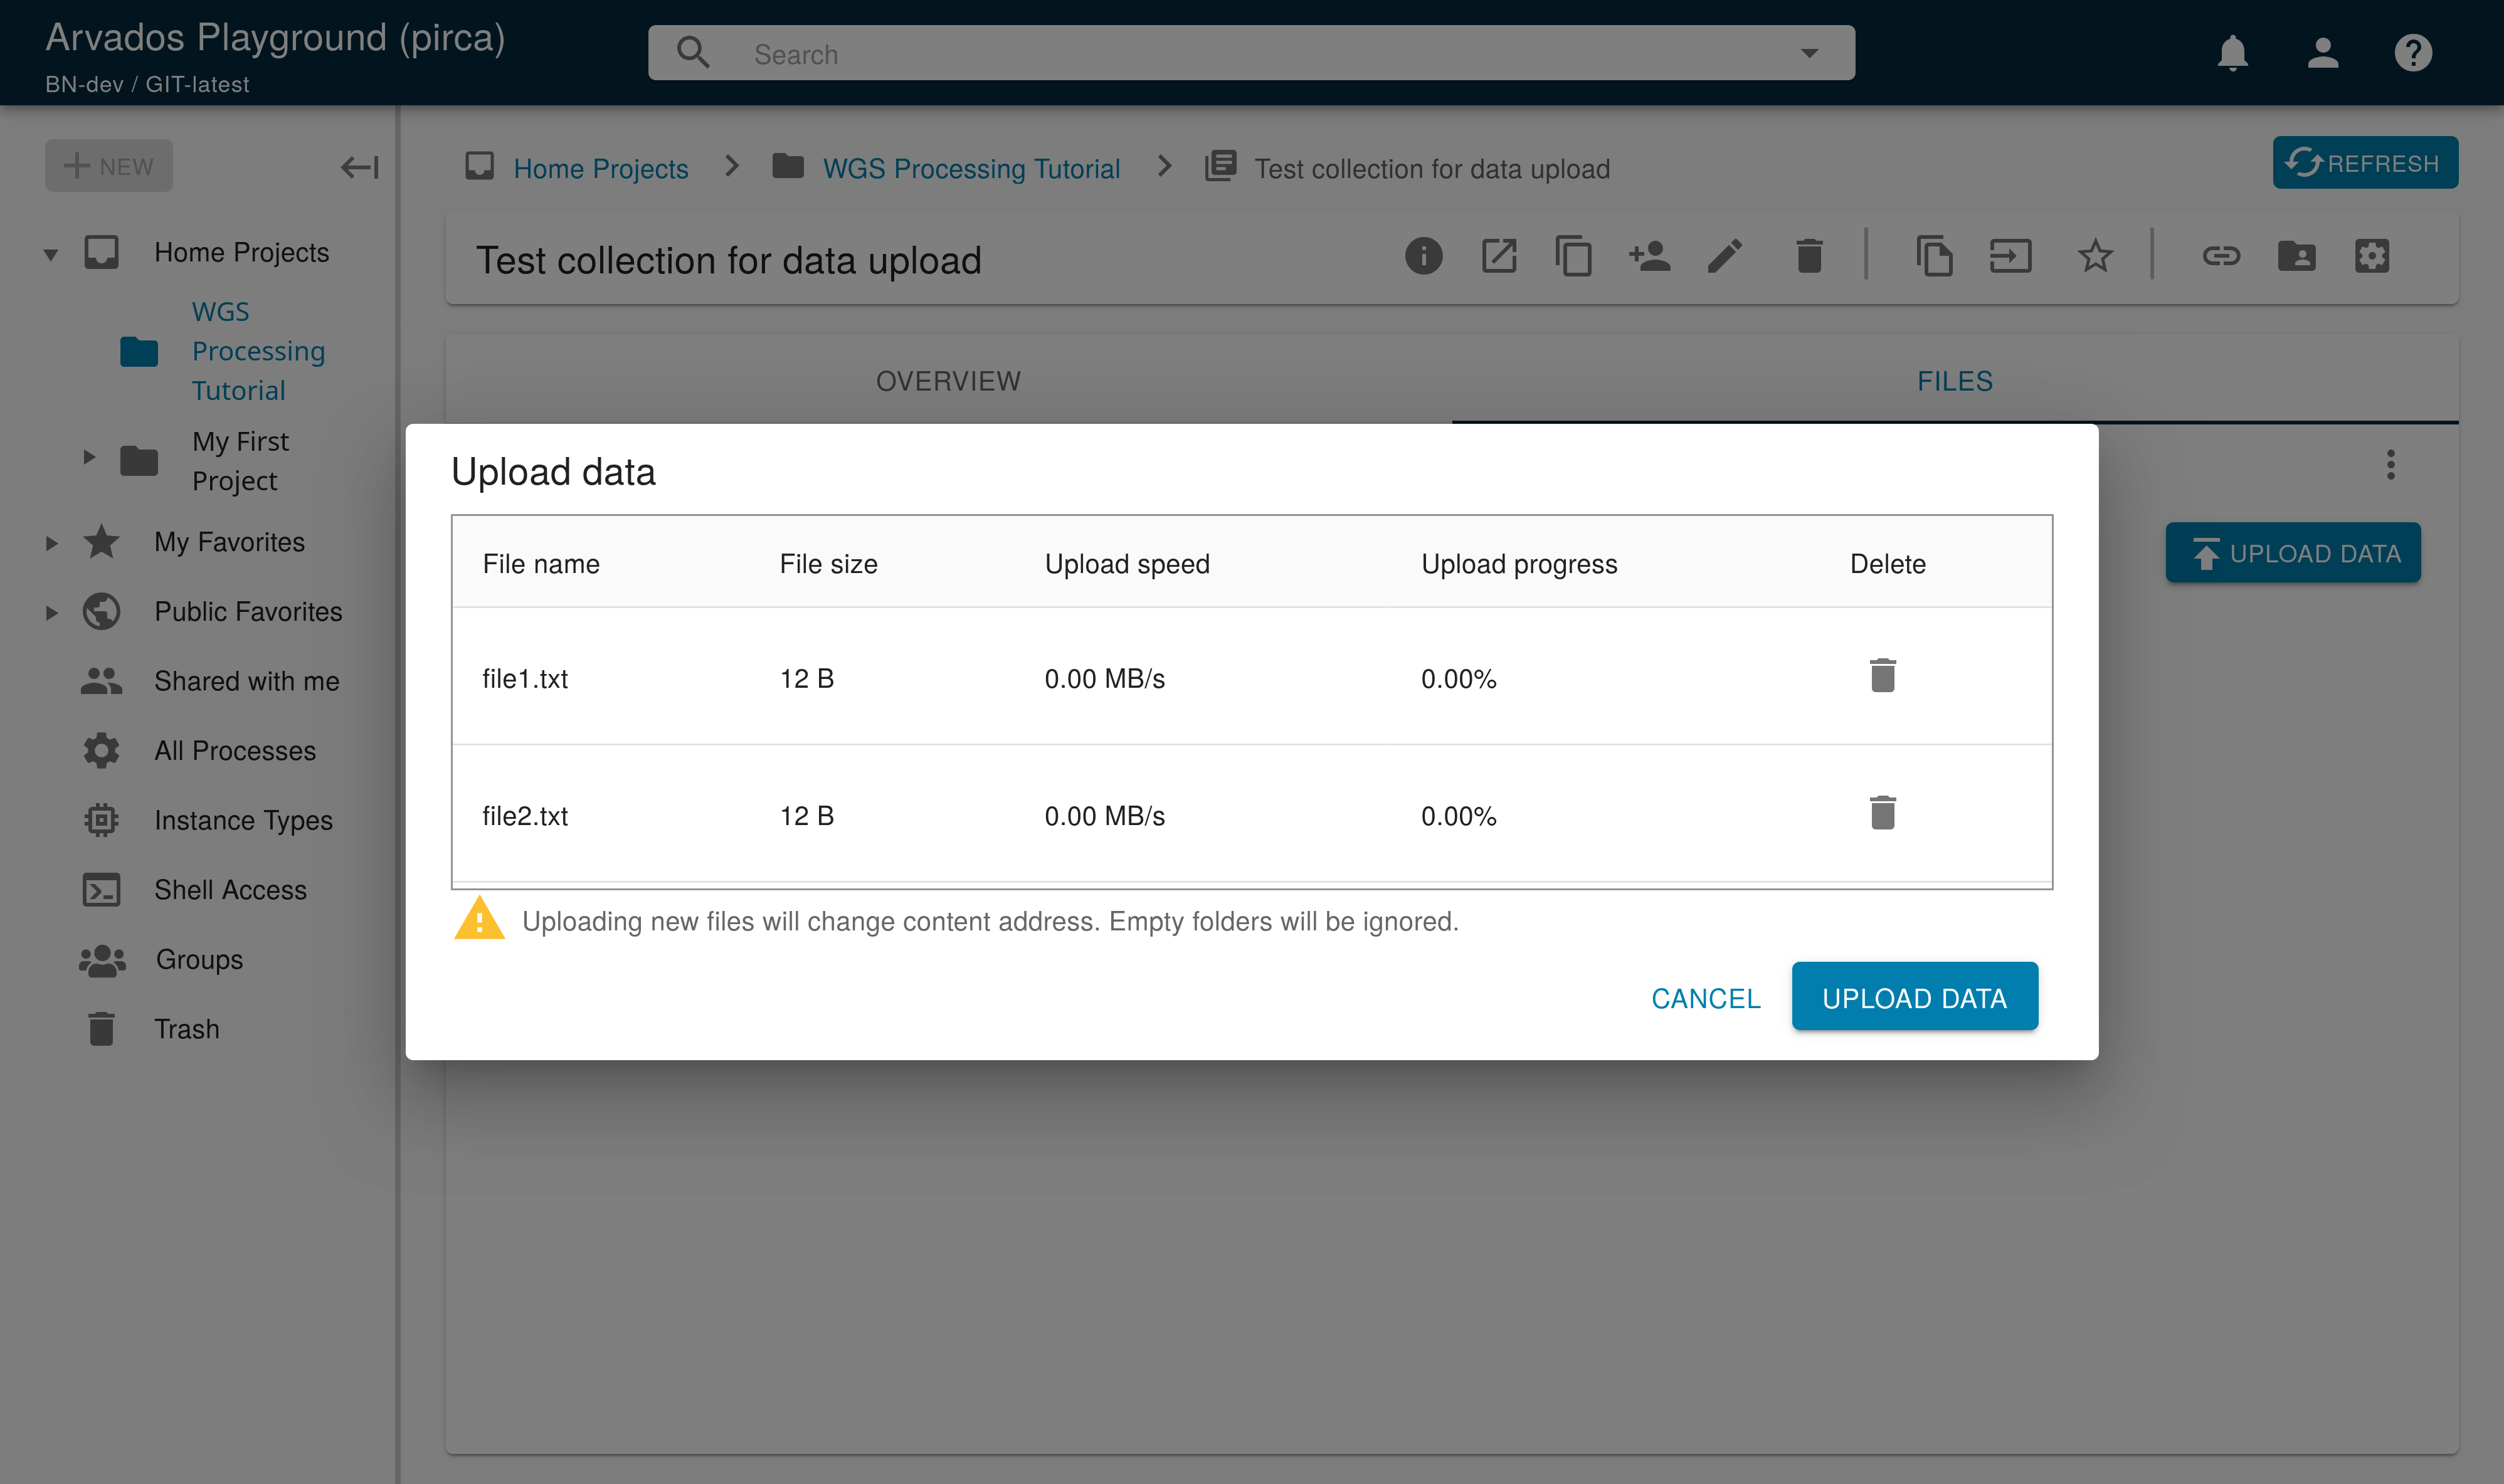 Arvados Playground (pirca)
BN-dev / GIT-latest
Search
NEW
Home Projects
WGS Processing Tutorial
Test collection for data upload
REFRESH
Home Projects
WGS
Processing
Tutorial
My First
Project
My Favorites
Public Favorites
Shared with me
All Processes
Instance Types
Shell Access
Groups
Trash
Test collection for data upload
OVERVIEW
FILES
UPLOAD DATA
Upload data
File name File size Upload speed Upload progress Delete
file1.txt 12 B 0.00 MB/s 0.00%
file2.txt 12 B 0.00 MB/s 0.00%
Uploading new files will change content address. Empty folders will be ignored.
CANCEL UPLOAD DATA